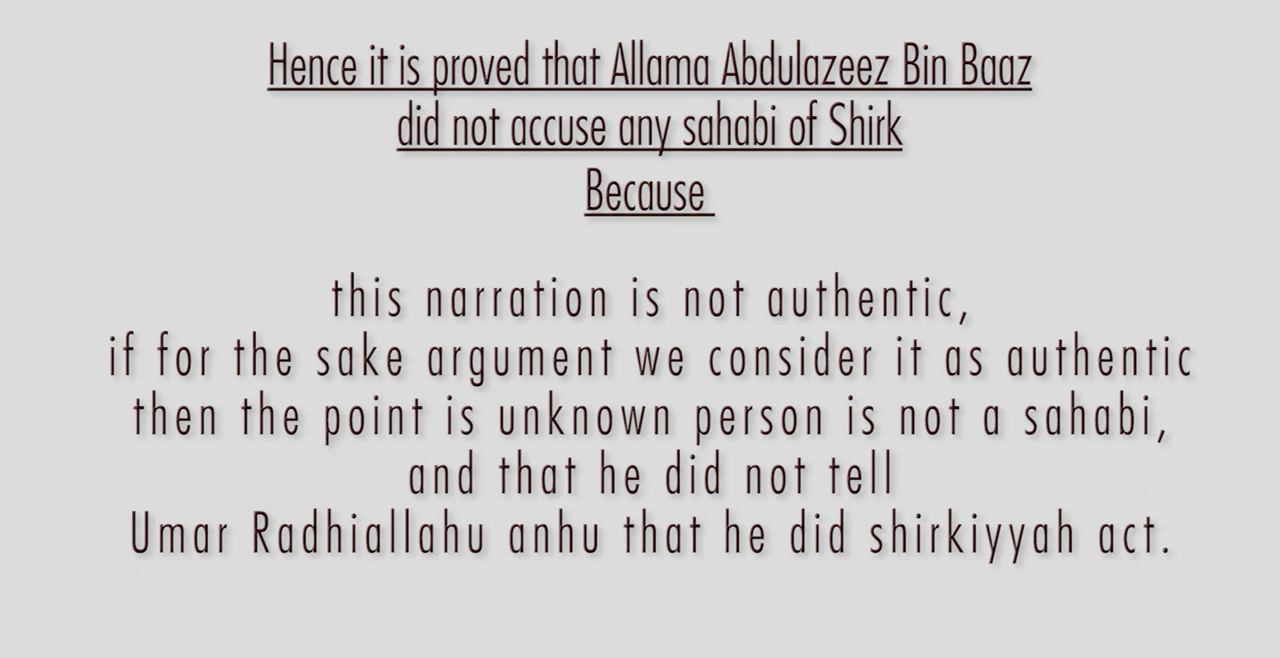 Hence it is proved that Allama Abdulazeez Bin Baaz
did not accuse any sahabi of Shirk
Because
this narration is not authentic,
if for the sake argument we consider it as authentic
then the point is unknown person is not a sahabi,
and that he did not tell
Umar Radhiallahu anhu that he did shirkiyyah act.